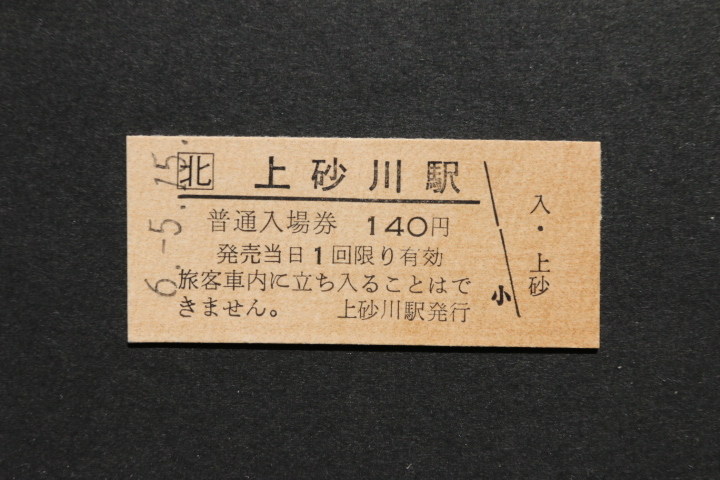 6.-5.15.
北 上砂川駅
普通入場券 140円
発売当日1回限り有効
旅客車内に立ち入ることはで
きません。 上砂川駅発行
小
入・上砂